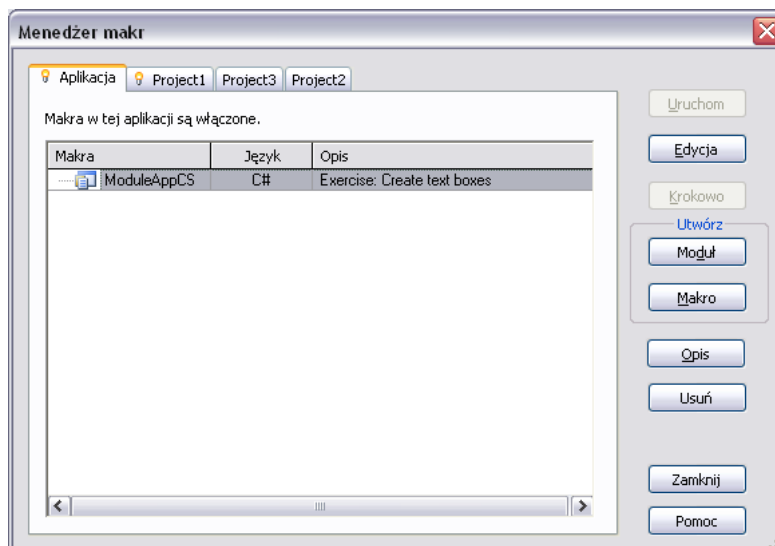 Menedżer makr
Aplikacja Project1 Project3 Project2
Makra w tej aplikacji są włączone.
Makra Język Opis
ModuleAppCS C# Exercise: Create text boxes
Uruchom
Edycja
Krokowo
Utwórz
Moduł
Makro
Opis
Usuń
Zamknij
Pomoc